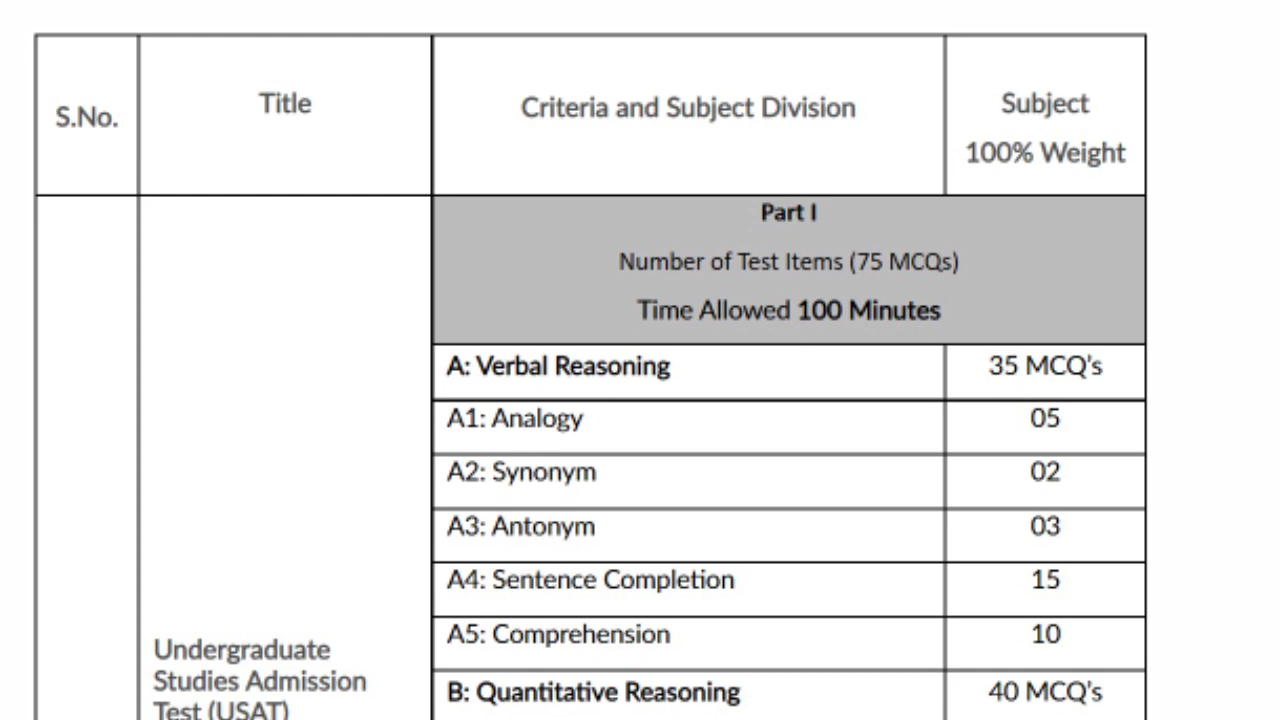 S.No.
Title
Criteria and Subject Division
Subject
100% Weight
Part I
Number of Test Items (75 MCQs)
Time Allowed 100 Minutes
A: Verbal Reasoning
35 MCQ’s
A1: Analogy
05
A2: Synonym
02
A3: Antonym
03
A4: Sentence Completion
15
A5: Comprehension
10
Undergraduate
Studies Admission
Test (USAT)
B: Quantitative Reasoning
40 MCQ’s